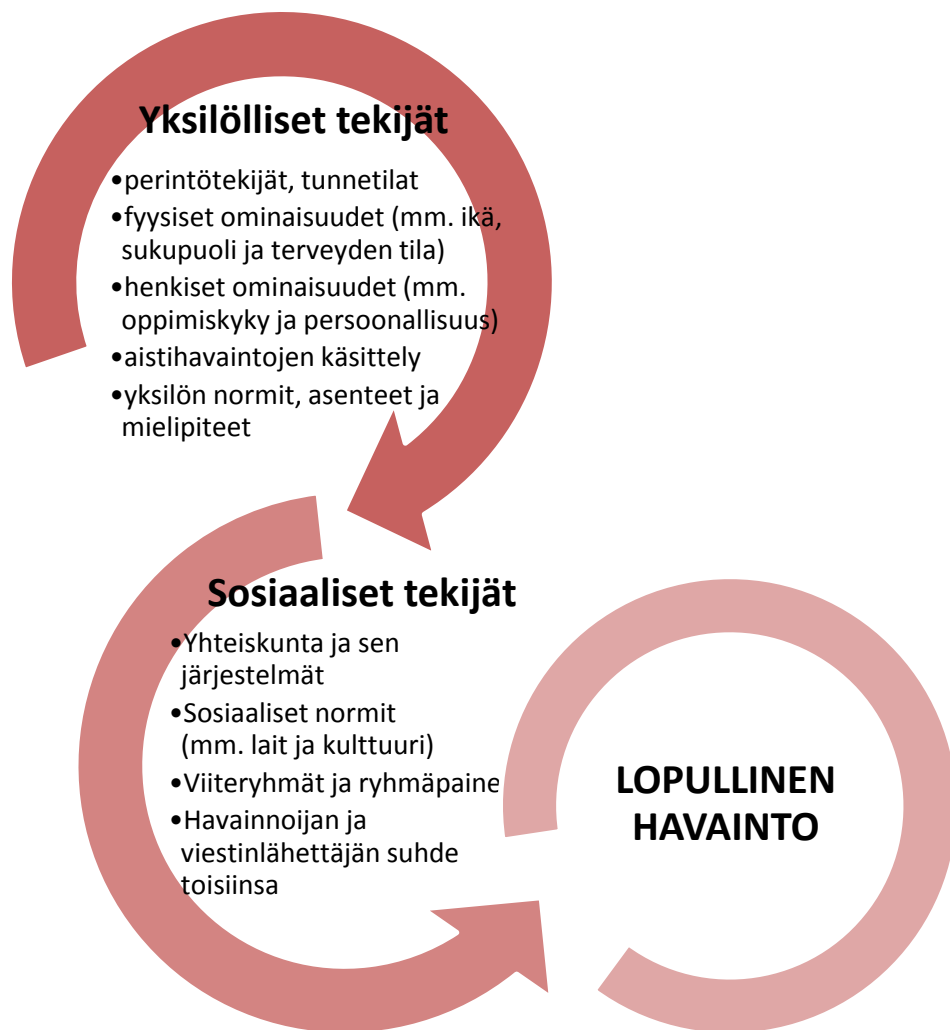 Yksilölliset tekijät
•perintötekijät, tunnetilat
•fyysiset ominaisuudet (mm. ikä,
sukupuoli ja terveyden tila)
•henkiset ominaisuudet (mm.
oppimiskyky ja persoonallisuus)
•aistihavaintojen käsittely
•yksilön normit, asenteet ja
mielipiteet
Sosiaaliset tekijät
•Yhteiskunta ja sen
järjestelmät
•Sosiaaliset normit
(mm. lait ja kulttuuri)
•Viiteryhmät ja ryhmäpaine
•Havainnoijan ja
viestinlähettäjän suhde
toisiinsa
LOPULLINEN
HAVAINTO